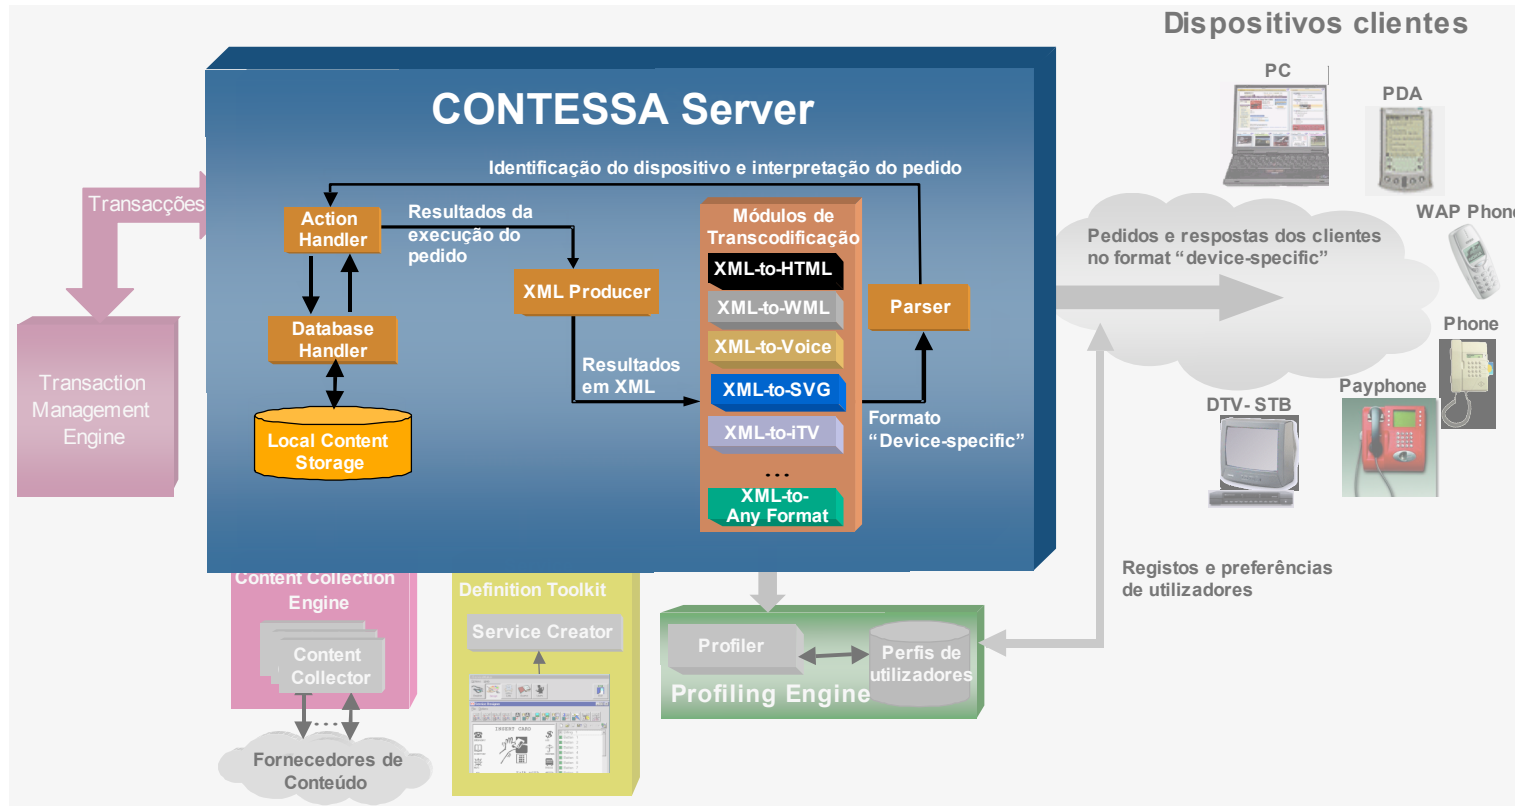 Dispositivos clientes
PC
PDA
CONTESSA Server
Identificação do dispositivo e interpretação do pedido
Transacções
Action
Handler
Resultados da
execução do
pedido
Módulos de
Transcodificação
WAP Phone
Pedidos e respostas dos clientes
no format “device-specific”
XML-to-HTML
XML Producer
XML-to-WML
Parser
Database
Handler
XML-to-Voice
Phone
Resultados
em XML
XML-to-SVG
Transaction
Management
Engine
Payphone
DTV- STB
Formato
“Device-specific”
XML-to-iTV
Local Content
Storage
...
XML-to-
Any Format
Content Collection
Engine
Definition Toolkit
Registos e preferências
de utilizadores
Service Creator
Profiler
Perfis de
utilizadores
Content
Collector
Profiling Engine
...
INSERT CARD
Fornecedores de
Conteúdo